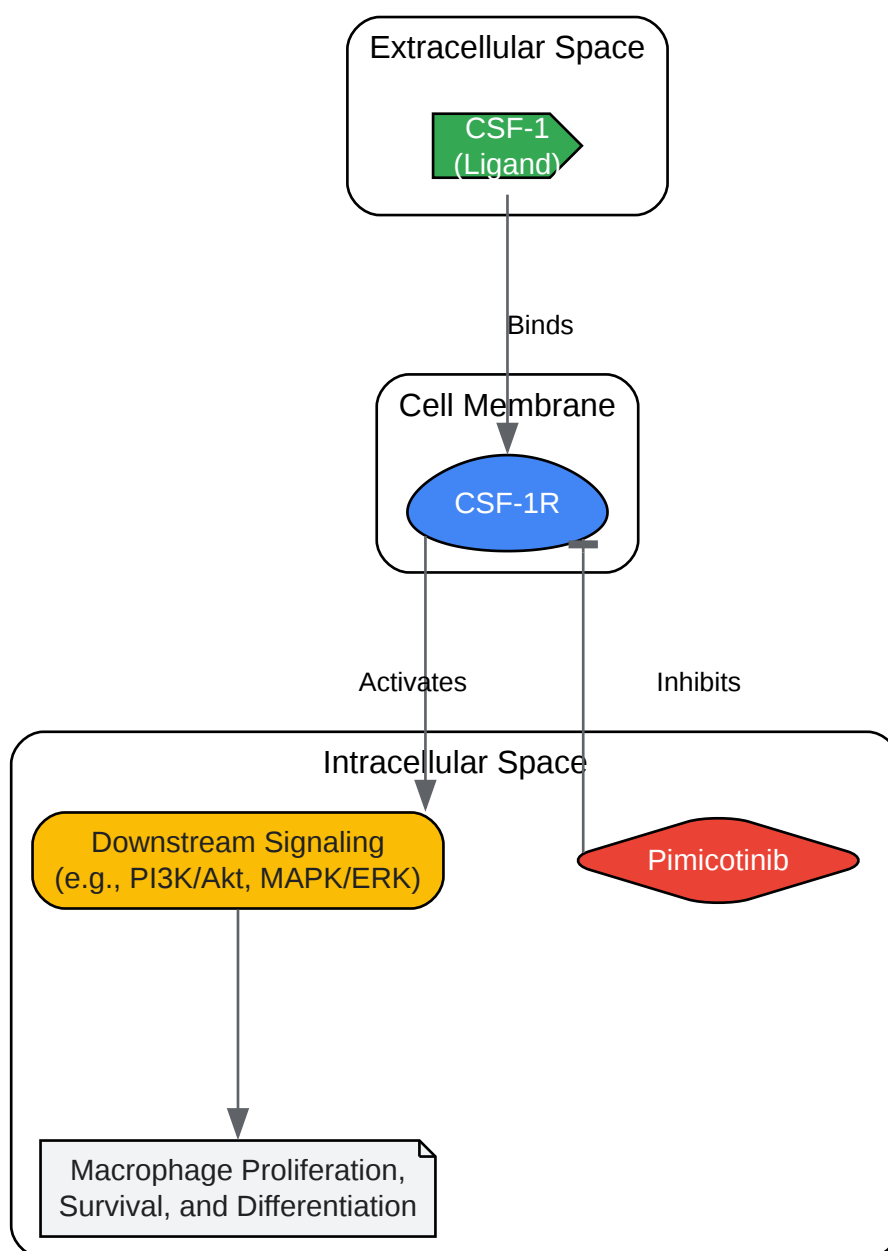 Extracellular Space
CSF-1
(Ligand)
Binds
Cell Membrane
CSF-1R
Activates
Inhibits
Intracellular Space
Downstream Signaling
(e.g., PI3K/Akt, MAPK/ERK)
Pimicotinib
Macrophage Proliferation,
Survival, and Differentiation